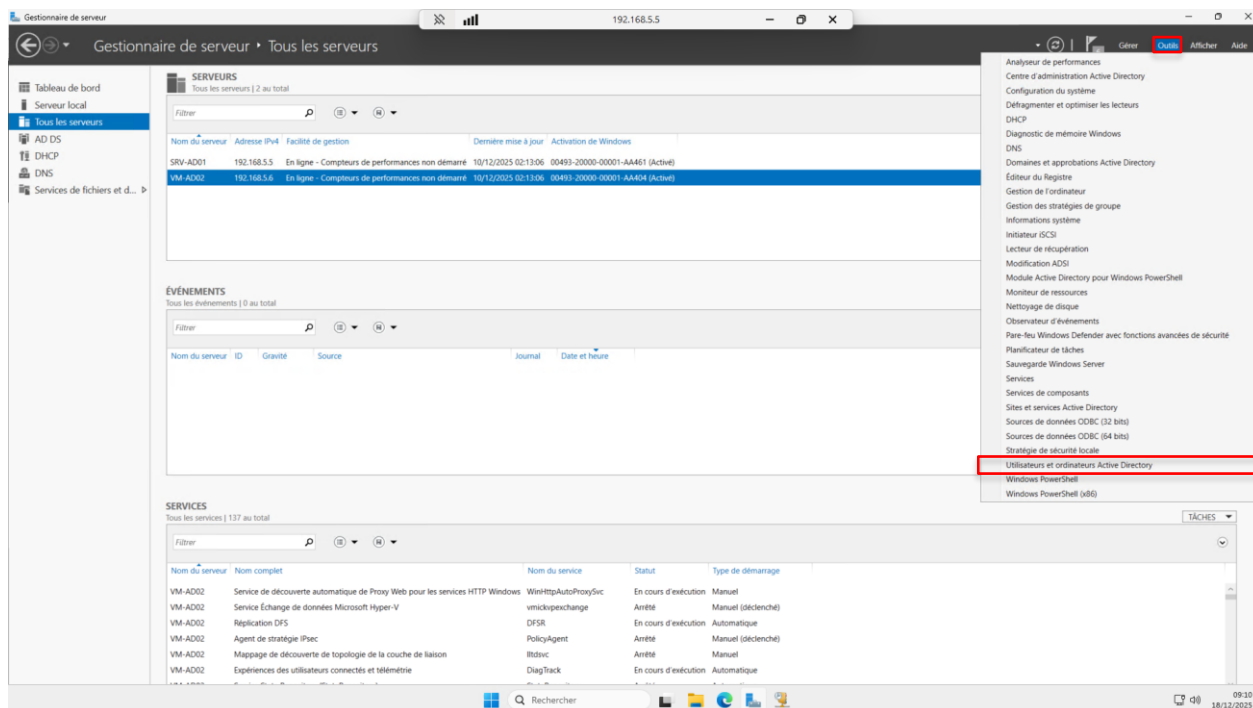 Gestionnaire de serveur
192.168.5.5
Gestionnaire de serveur • Tous les serveurs
Gérer Outils Afficher Aide
Tableau de bord
Serveur local
Tous les serveurs
AD DS
DHCP
DNS
Services de fichiers et d...
SERVEURS
Tous les serveurs | 2 au total
Filtrer
Nom du serveur Adresse IPv4 Facilité de gestion Dernière mise à jour Activation de Windows
SRV-AD01 192.168.5.5 En ligne - Compteurs de performances non démarré 10/12/2025 02:13:06 00493-20000-00001-AA461 (Activé)
VM-AD02 192.168.5.6 En ligne - Compteurs de performances non démarré 10/12/2025 02:13:06 00493-20000-00001-AA404 (Activé)
ÉVÉNEMENTS
Tous les événements | 0 au total
Filtrer
Nom du serveur ID Gravité Source Journal Date et heure
SERVICES
Tous les services | 137 au total
TÂCHES
Filtrer
Nom du serveur Nom complet Nom du service Statut Type de démarrage
VM-AD02 Service de découverte automatique de Proxy Web pour les services HTTP Windows WinHttpAutoProxySvc En cours d'exécution Manuel
VM-AD02 Service Échange de données Microsoft Hyper-V vmickvpexchange Arrêté Manuel (déclenché)
VM-AD02 Réplication DFS DFSR En cours d'exécution Automatique
VM-AD02 Agent de stratégie IPsec PolicyAgent Arrêté Manuel (déclenché)
VM-AD02 Mappage de découverte de topologie de la couche de liaison lltdsvc Arrêté Manuel
VM-AD02 Expériences des utilisateurs connectés et télémétrie DiagTrack En cours d'exécution Automatique
Analyseur de performances
Centre d'administration Active Directory
Configuration du système
Défragmenter et optimiser les lecteurs
DHCP
Diagnostic de mémoire Windows
DNS
Domaines et approbations Active Directory
Éditeur du Registre
Gestion de l'ordinateur
Gestion des stratégies de groupe
Informations système
Initiateur iSCSI
Lecteur de récupération
Modification ADSI
Module Active Directory pour Windows PowerShell
Moniteur de ressources
Nettoyage de disque
Observateur d'événements
Pare-feu Windows Defender avec fonctions avancées de sécurité
Planificateur de tâches
Sauvegarde Windows Server
Services
Services de composants
Sites et services Active Directory
Sources de données ODBC (32 bits)
Sources de données ODBC (64 bits)
Stratégie de sécurité locale
Utilisateurs et ordinateurs Active Directory
Windows PowerShell
Windows PowerShell (x86)
Rechercher
09:10
18/12/2025